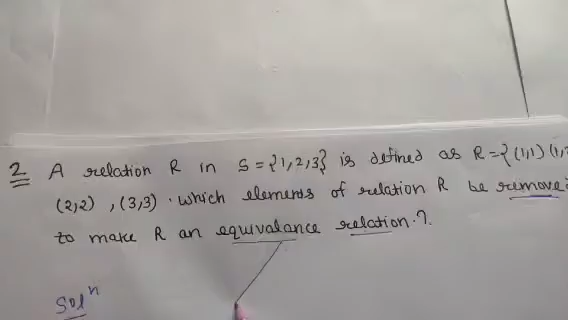 2 A relation R in S = {1,2,3} is defined as R = { (1,1) (1,
(2,2) , (3,3) . which elements of relation R be remove
to make R an equivalance relation.?
Solⁿ